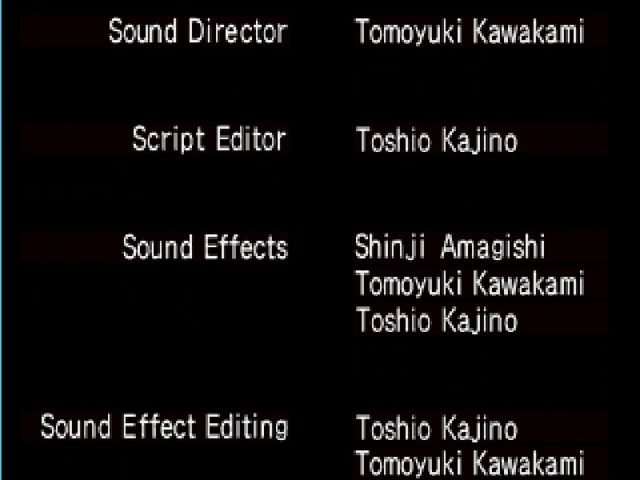 Sound Director Tomoyuki Kawakami
Script Editor Toshio Kajino
Sound Effects Shinji Amagishi
Tomoyuki Kawakami
Toshio Kajino
Sound Effect Editing Toshio Kajino
Tomoyuki Kawakami